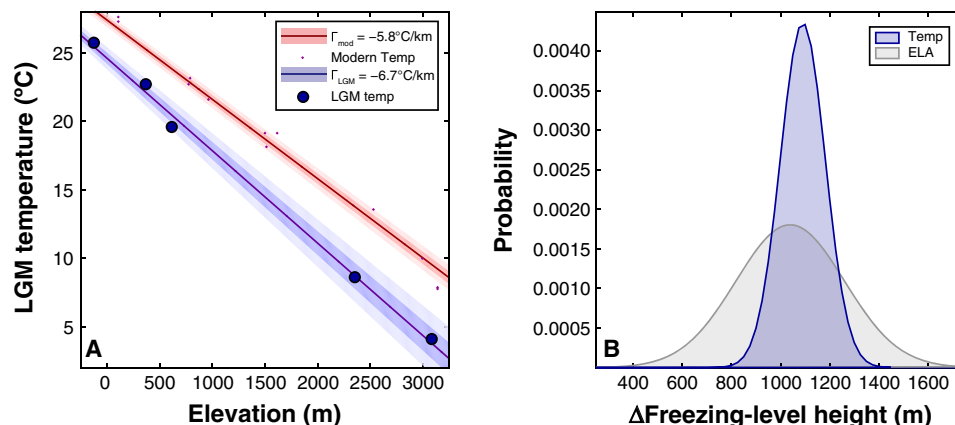 25
20
15
10
5
0
500
1000
1500
2000
2500
3000
LGM temperature (°C)
Elevation (m)
A
Γmod = −5.8°C/km
Modern Temp
ΓLGM = −6.7°C/km
LGM temp
0.0040
0.0035
0.0030
0.0025
0.0020
0.0015
0.0010
0.0005
400
600
800
1000
1200
1400
1600
Probability
ΔFreezing-level height (m)
B
Temp
ELA